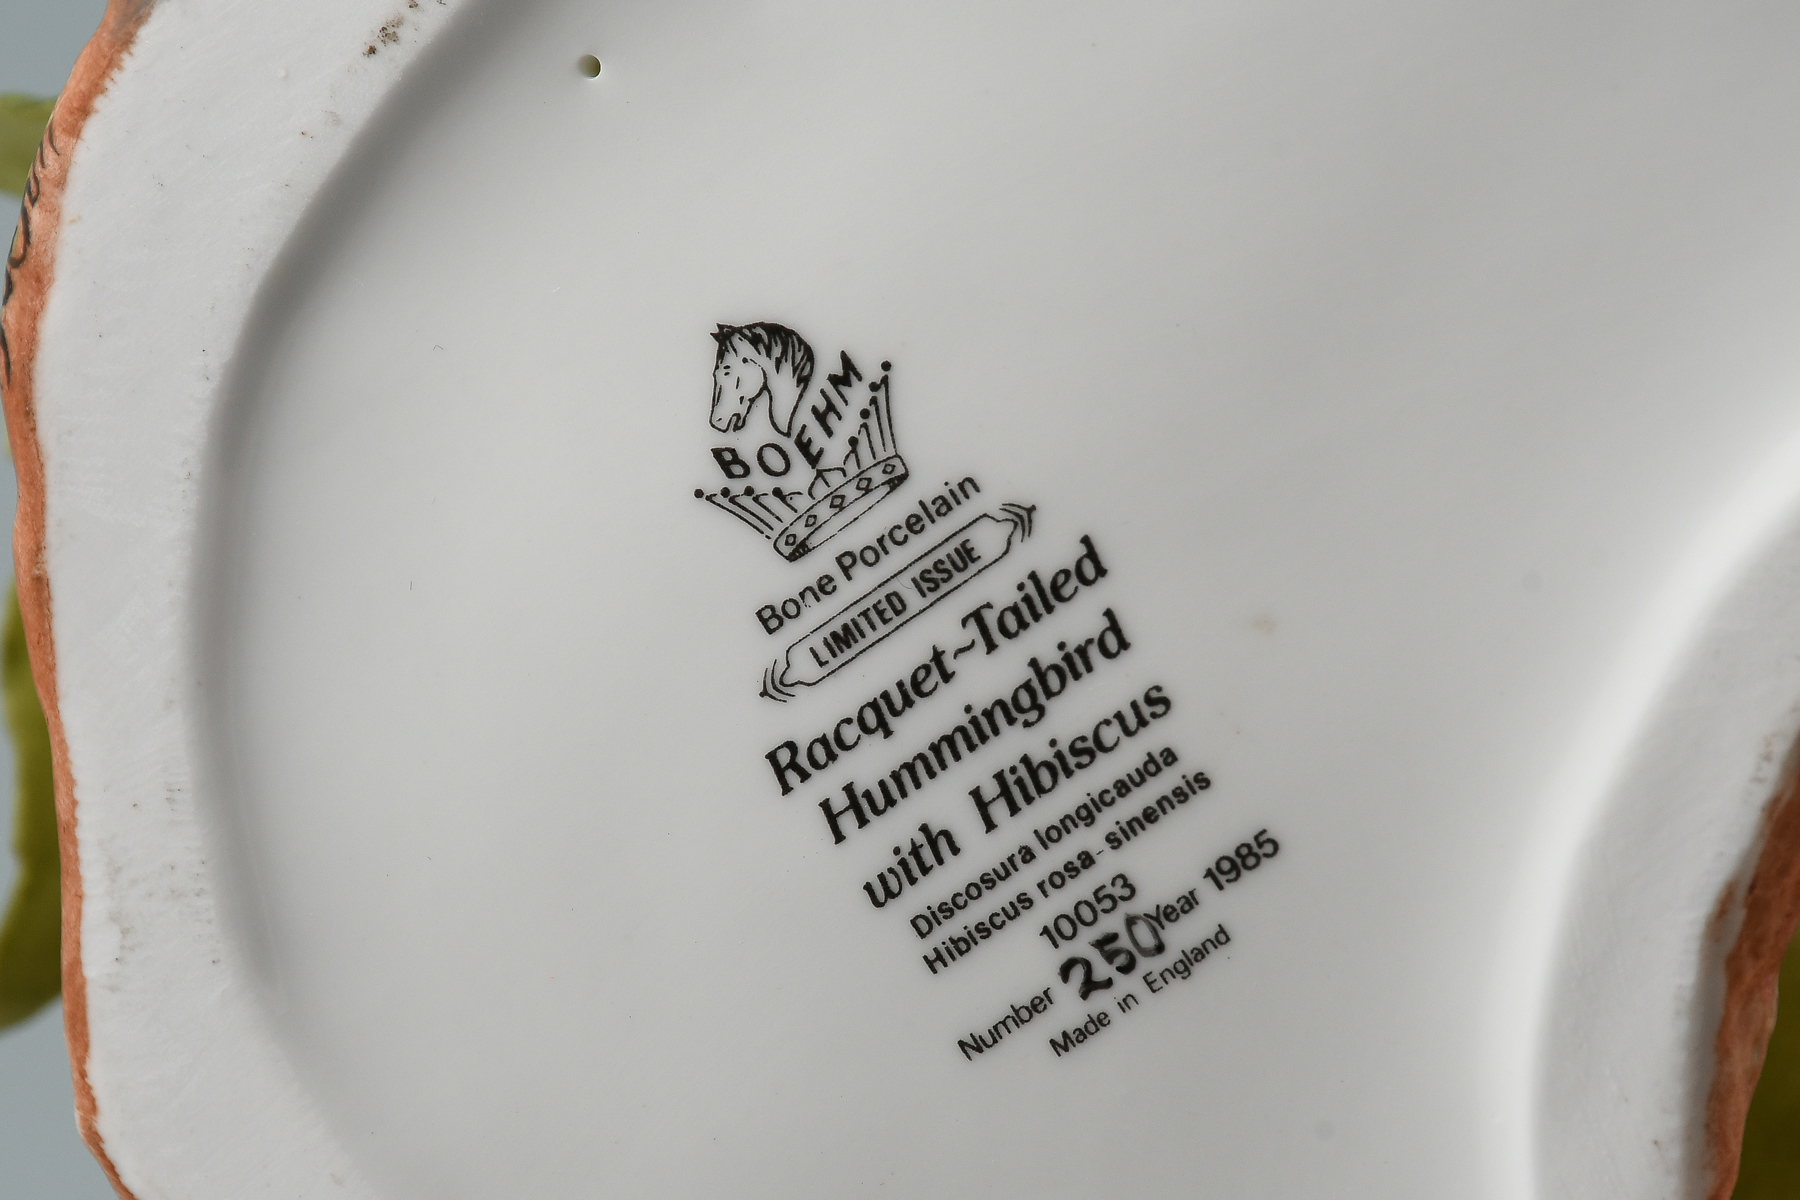 BOEHM
Bone Porcelain
LIMITED ISSUE
Racquet~Tailed
Hummingbird
with Hibiscus
Discosura longicauda
Hibiscus rosa-sinensis
10053
Number 250 Year 1985
Made in England